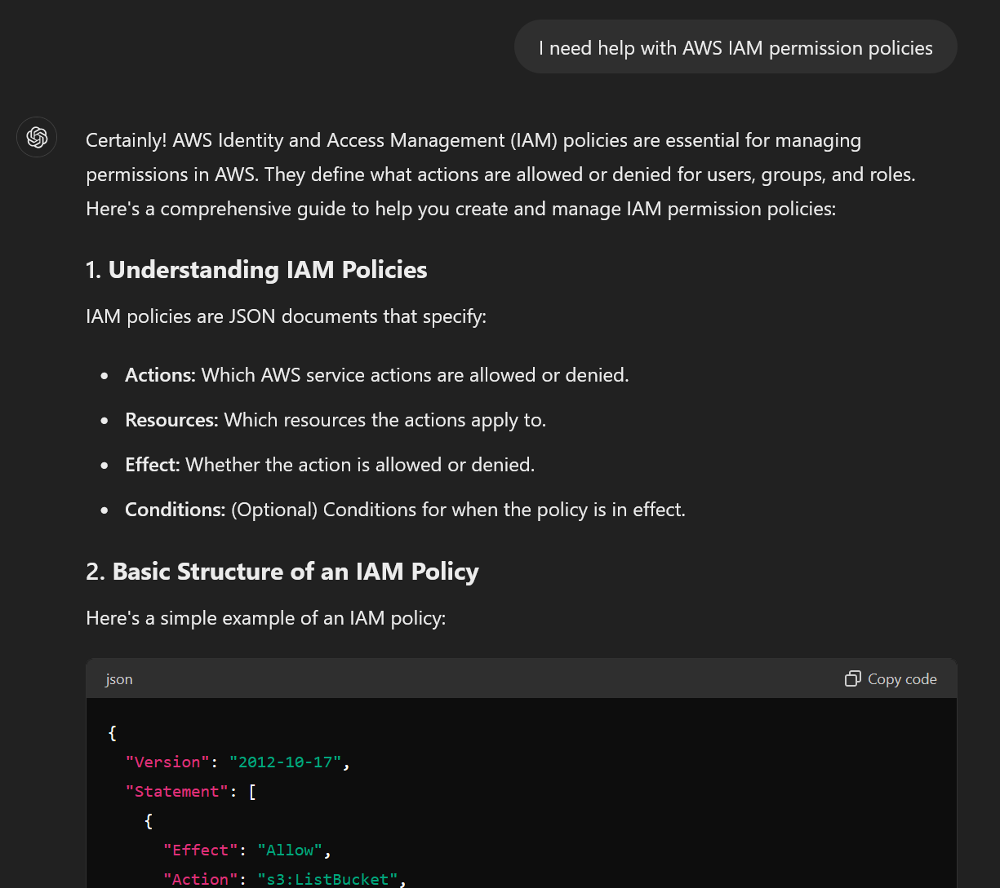 I need help with AWS IAM permission policies
Certainly! AWS Identity and Access Management (IAM) policies are essential for managing
permissions in AWS. They define what actions are allowed or denied for users, groups, and roles.
Here's a comprehensive guide to help you create and manage IAM permission policies:
1. Understanding IAM Policies
IAM policies are JSON documents that specify:
• Actions: Which AWS service actions are allowed or denied.
• Resources: Which resources the actions apply to.
• Effect: Whether the action is allowed or denied.
• Conditions: (Optional) Conditions for when the policy is in effect.
2. Basic Structure of an IAM Policy
Here's a simple example of an IAM policy:
json Copy code
{
  "Version": "2012-10-17",
  "Statement": [
    {
      "Effect": "Allow",
      "Action": "s3:ListBucket",